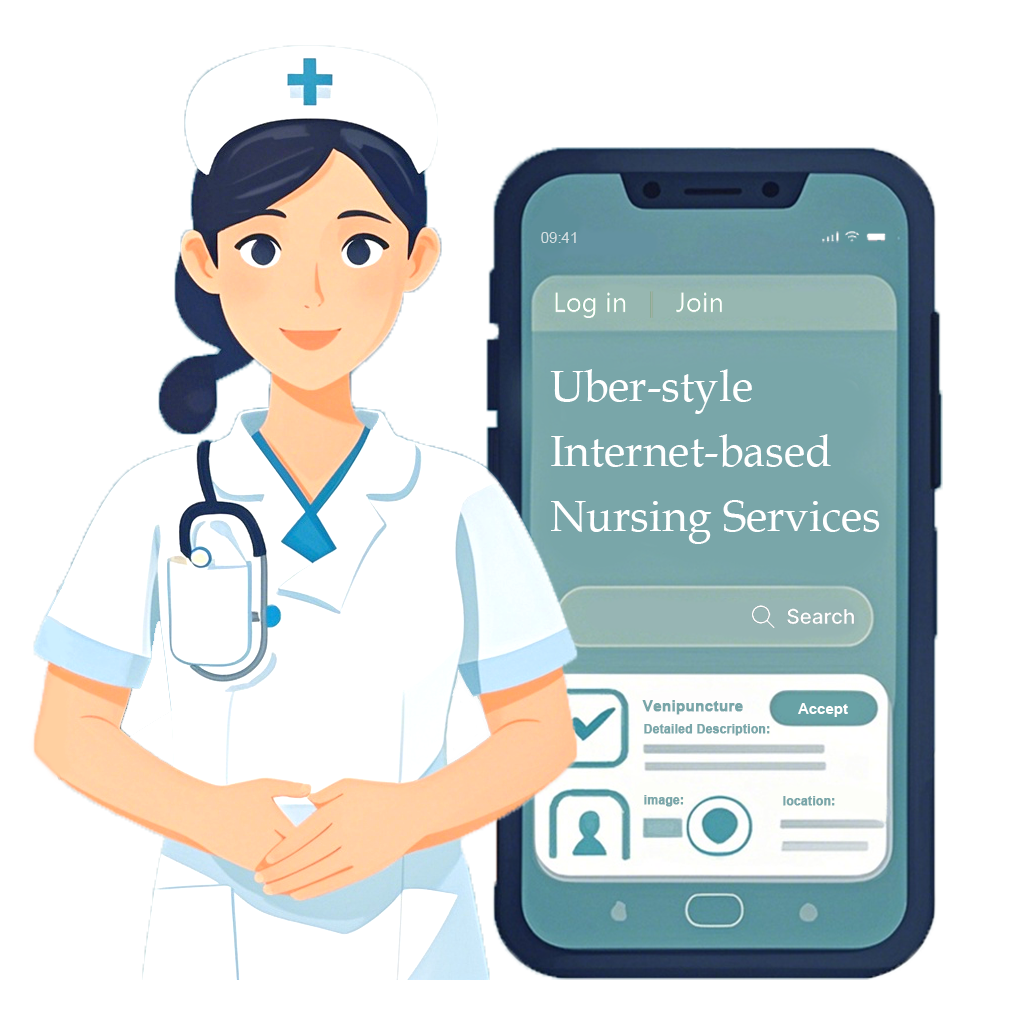 09:41
Log in | Join
Uber-style
Internet-based
Nursing Services
Search
Venipuncture
Accept
Detailed Description:
image:
location: